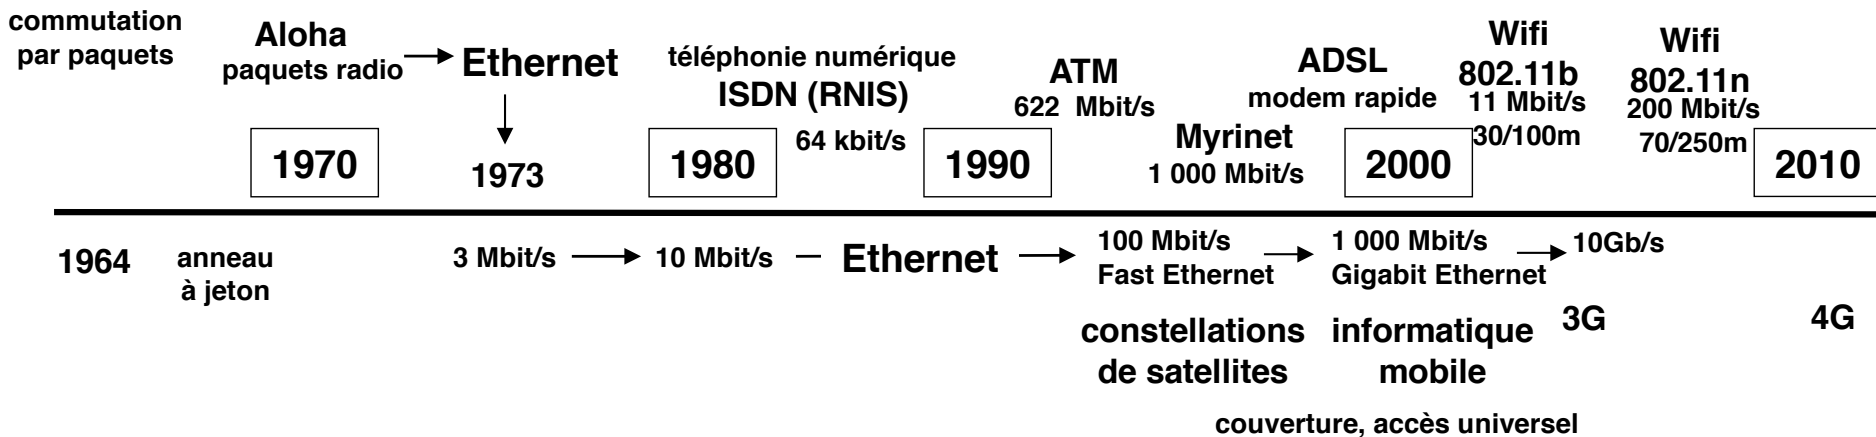 commutation
par paquets
Aloha
paquets radio
Ethernet
téléphonie numérique
ISDN (RNIS)
64 kbit/s
ATM
622 Mbit/s
Myrinet
1 000 Mbit/s
ADSL
modem rapide
Wifi
802.11b
11 Mbit/s
30/100m
Wifi
802.11n
200 Mbit/s
70/250m
1970
1973
1980
1990
2000
2010
1964
anneau
à jeton
3 Mbit/s
10 Mbit/s
Ethernet
100 Mbit/s
Fast Ethernet
1 000 Mbit/s
Gigabit Ethernet
10Gb/s
constellations
de satellites
informatique
mobile
3G
4G
couverture, accès universel